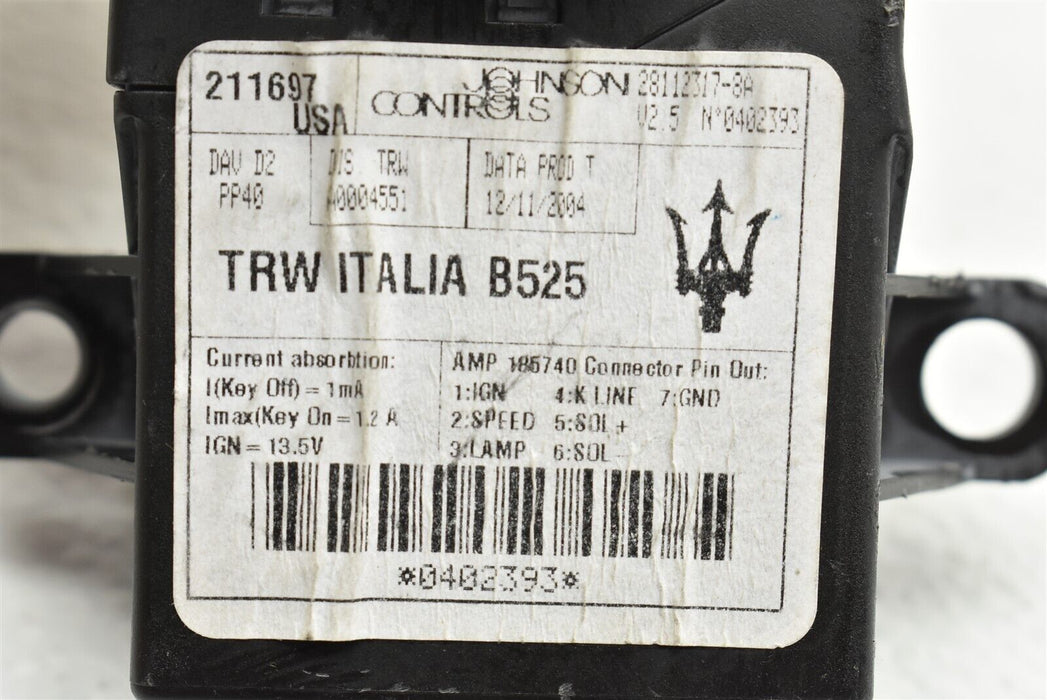 211697
USA
JOHNSON
CONTROLS
28112317-8A
V2.5 N°0402393
DAV D2
PP40
DIS TRW
40004551
DATA PROD T
12/11/2004
TRW ITALIA B525
Current absorbtion:
I(Key Off) = 1mA
Imax(Key On = 1.2 A
IGN = 13.5V
AMP 185740 Connector Pin Out:
1:IGN 4:K LINE 7:GND
2:SPEED 5:SOL +
3:LAMP 6:SOL -
*0402393*